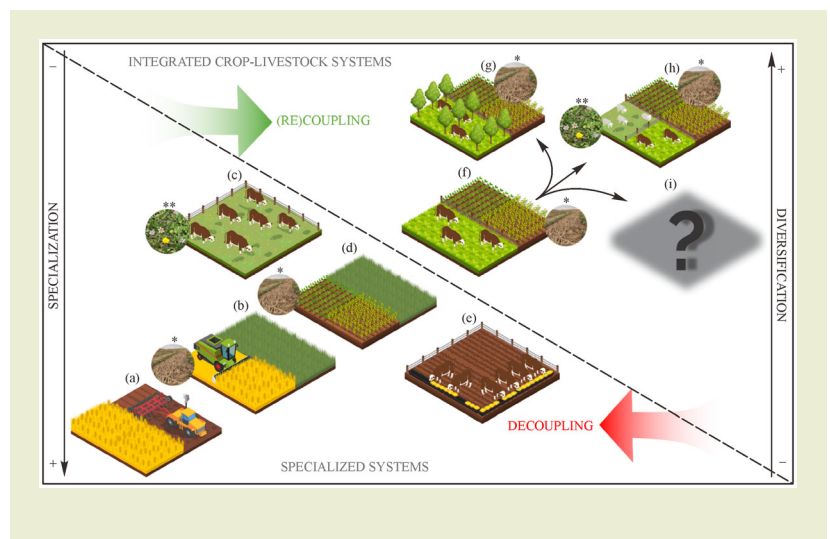 INTEGRATED CROP-LIVESTOCK SYSTEMS
(g)
*
(h)
*
−
+
**
(RE)COUPLING
(c)
(f)
(i)
**
*
?
SPECIALIZATION
DIVERSIFICATION
(d)
*
(b)
(e)
*
(a)
DECOUPLING
+
SPECIALIZED SYSTEMS
−